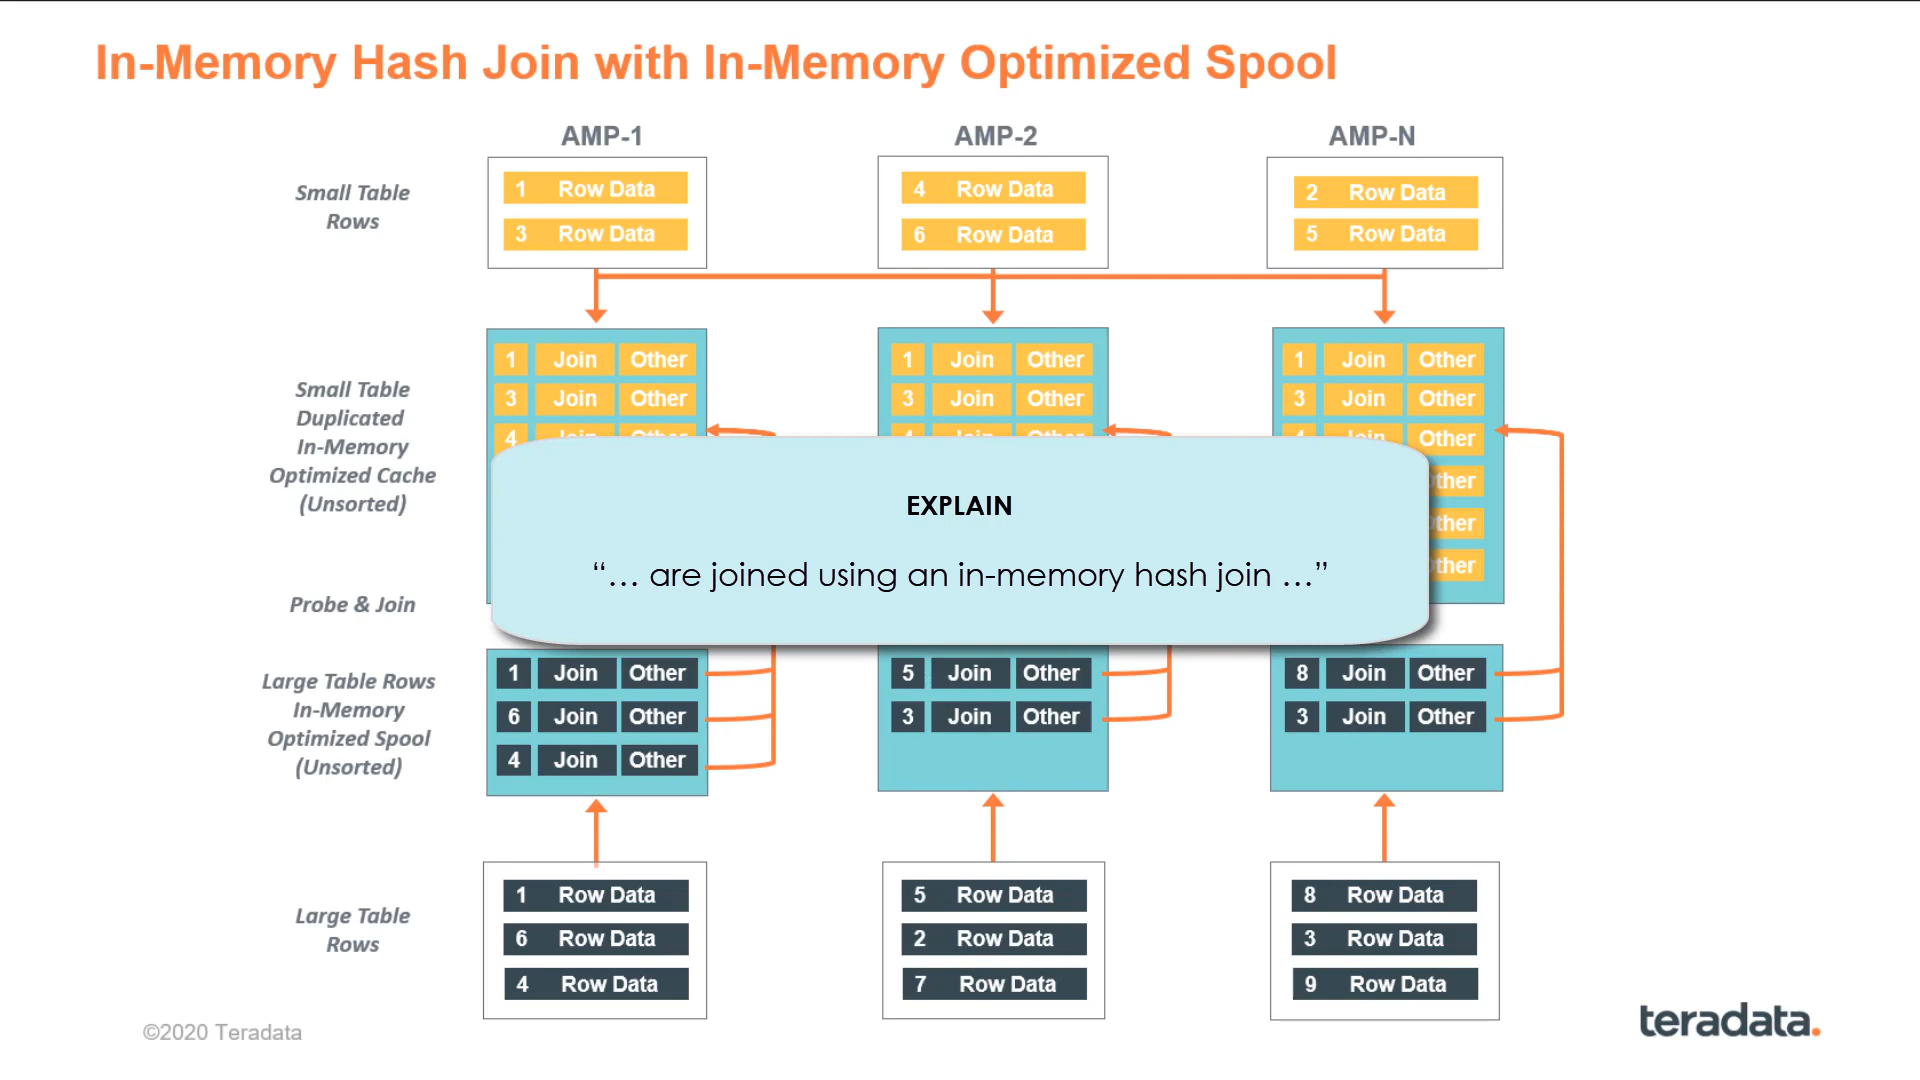 In-Memory Hash Join with In-Memory Optimized Spool
AMP-1
AMP-2
AMP-N
Small Table
Rows
1 Row Data
3 Row Data
4 Row Data
6 Row Data
2 Row Data
5 Row Data
Small Table
Duplicated
In-Memory
Optimized Cache
(Unsorted)
1 Join Other
3 Join Other
4 Join Other
1 Join Other
3 Join Other
4 Join Other
1 Join Other
3 Join Other
4 Join Other
EXPLAIN
“… are joined using an in-memory hash join …”
Probe & Join
Large Table Rows
In-Memory
Optimized Spool
(Unsorted)
1 Join Other
6 Join Other
4 Join Other
5 Join Other
3 Join Other
8 Join Other
3 Join Other
Large Table
Rows
1 Row Data
6 Row Data
4 Row Data
5 Row Data
2 Row Data
7 Row Data
8 Row Data
3 Row Data
9 Row Data
©2020 Teradata
teradata.